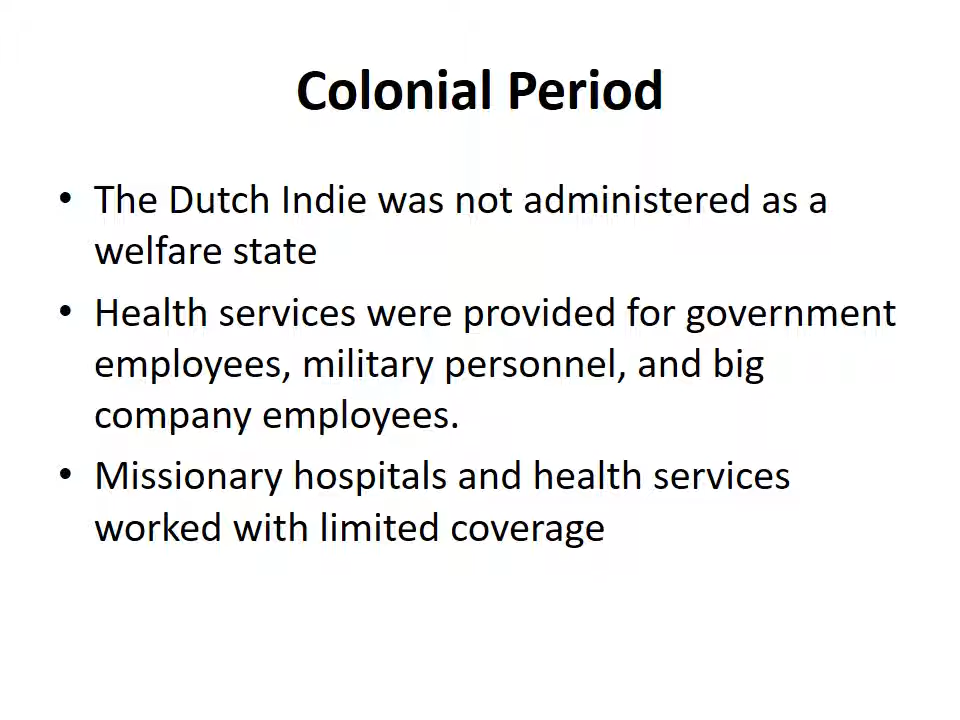 Colonial Period
• The Dutch Indie was not administered as a
welfare state
• Health services were provided for government
employees, military personnel, and big
company employees.
• Missionary hospitals and health services
worked with limited coverage